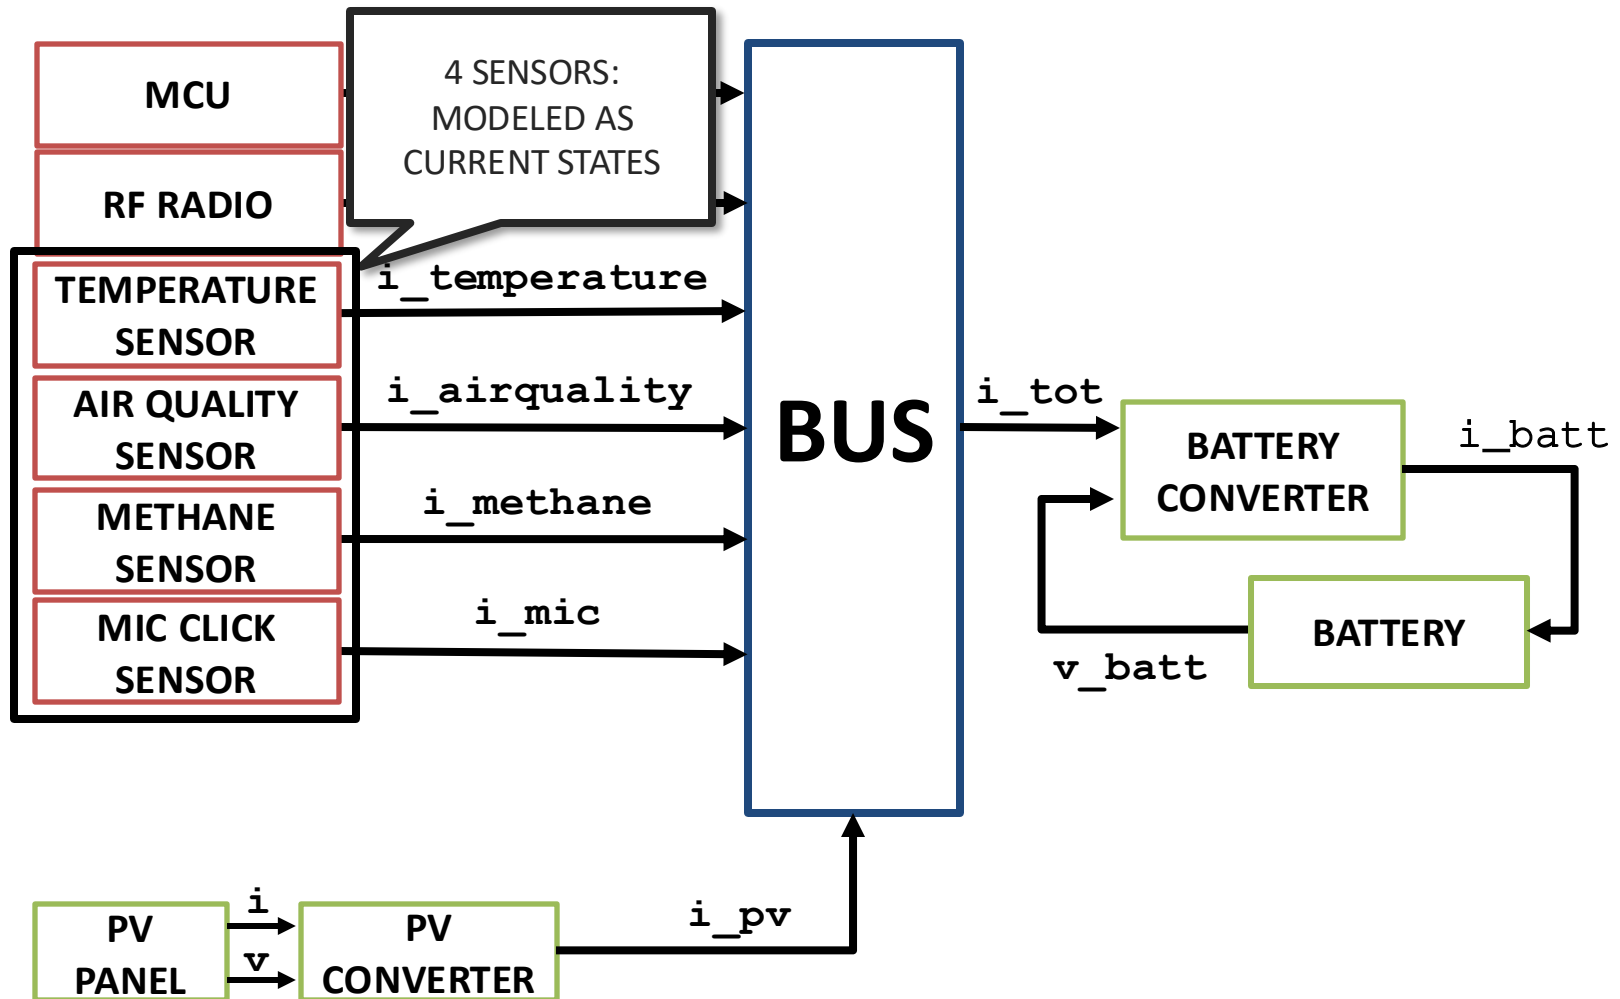 MCU
4 SENSORS:
MODELED AS
CURRENT STATES
RF RADIO
TEMPERATURE
SENSOR
i_temperature
AIR QUALITY
SENSOR
i_airquality
METHANE
SENSOR
i_methane
MIC CLICK
SENSOR
i_mic
BUS
i_tot
BATTERY
CONVERTER
i_batt
BATTERY
v_batt
PV
PANEL
i
v
PV
CONVERTER
i_pv